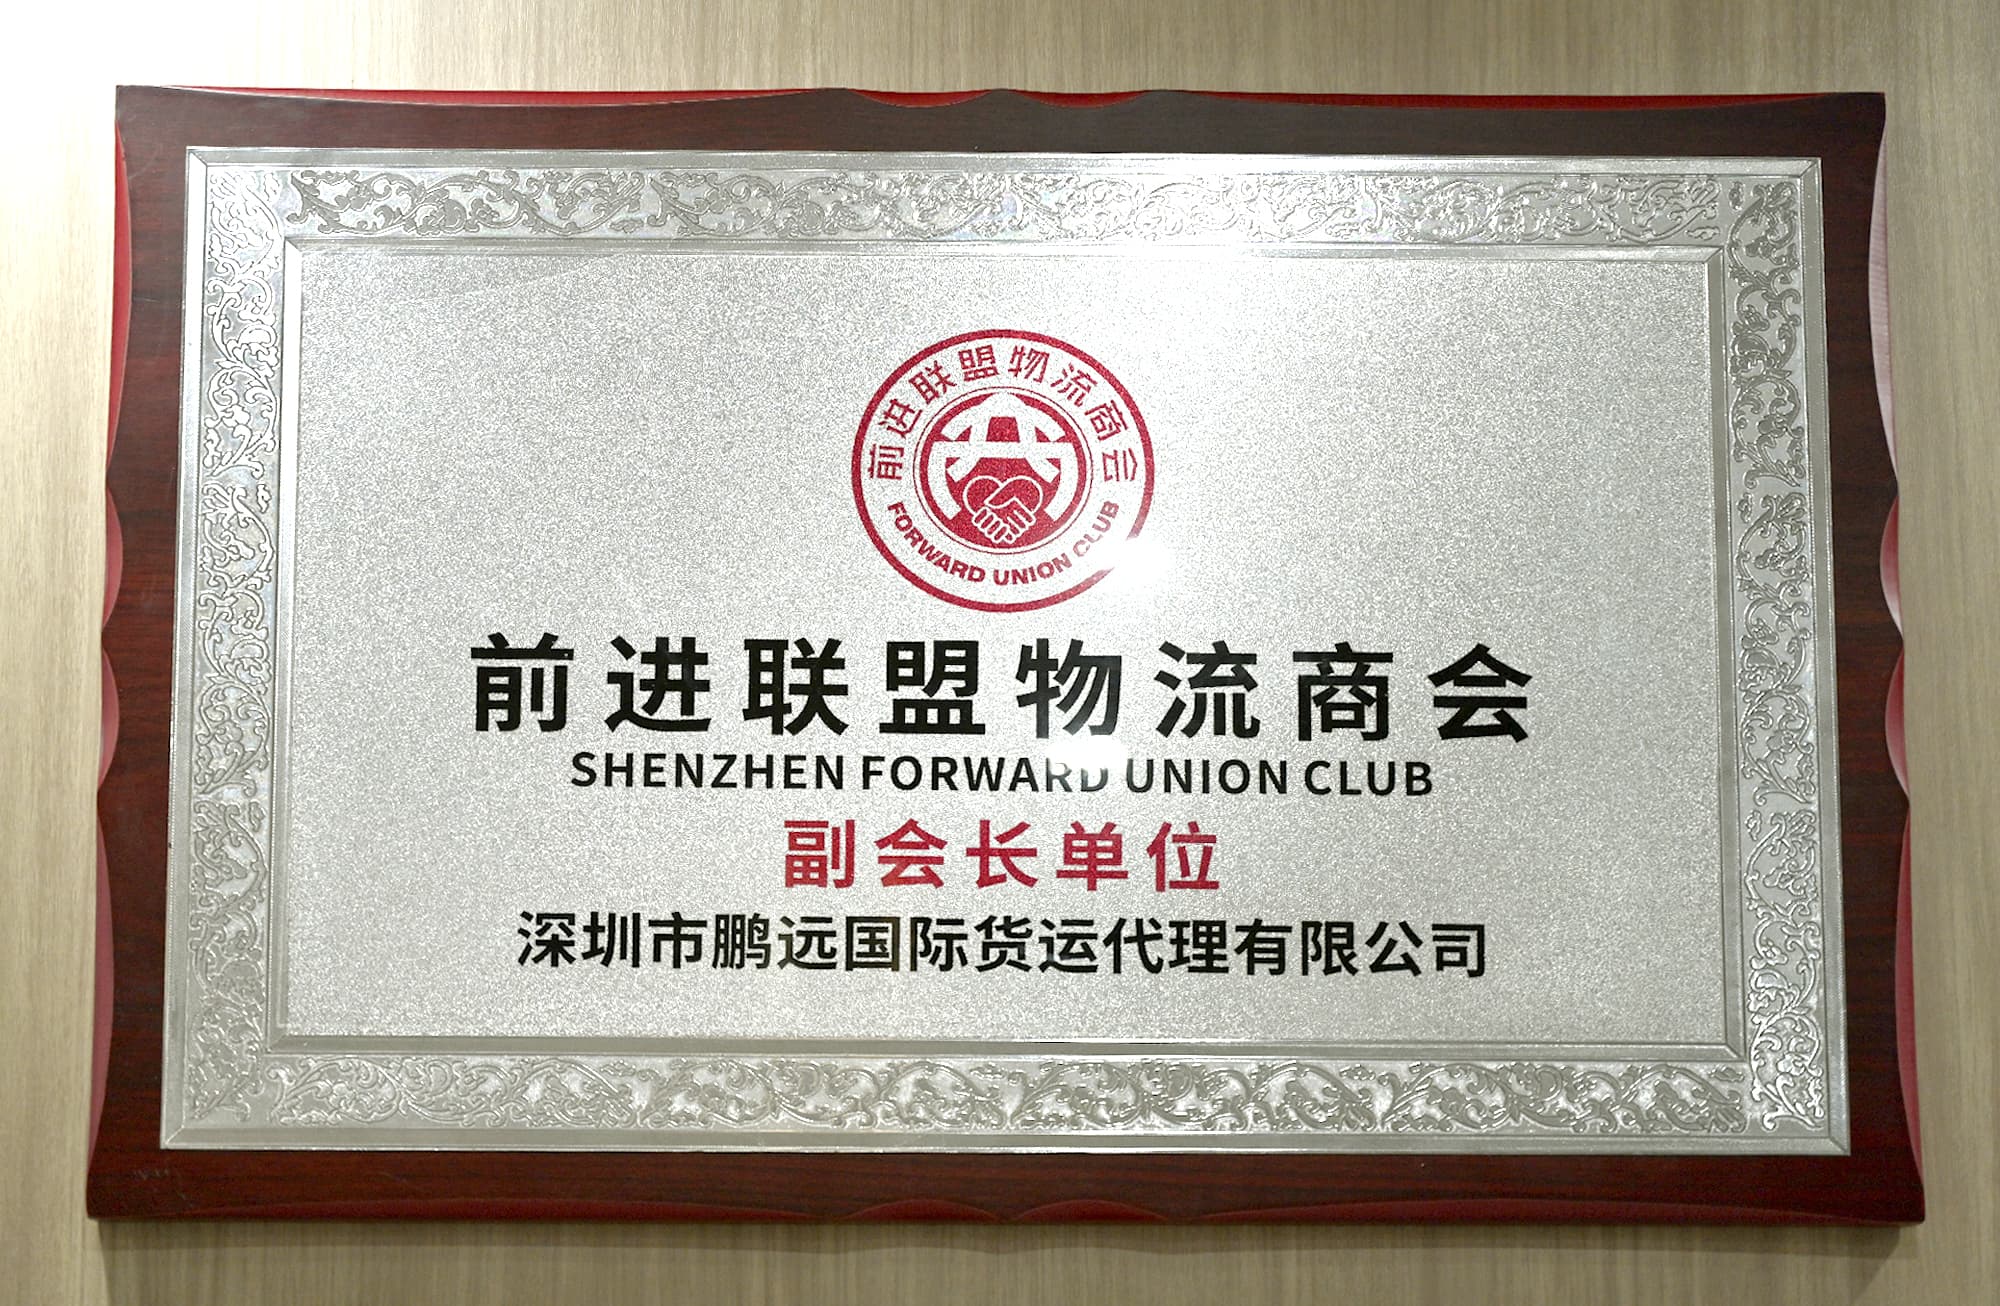 前进联盟物流商会
FORWARD UNION CLUB
前进联盟物流商会
SHENZHEN FORWARD UNION CLUB
副会长单位
深圳市鹏远国际货运代理有限公司